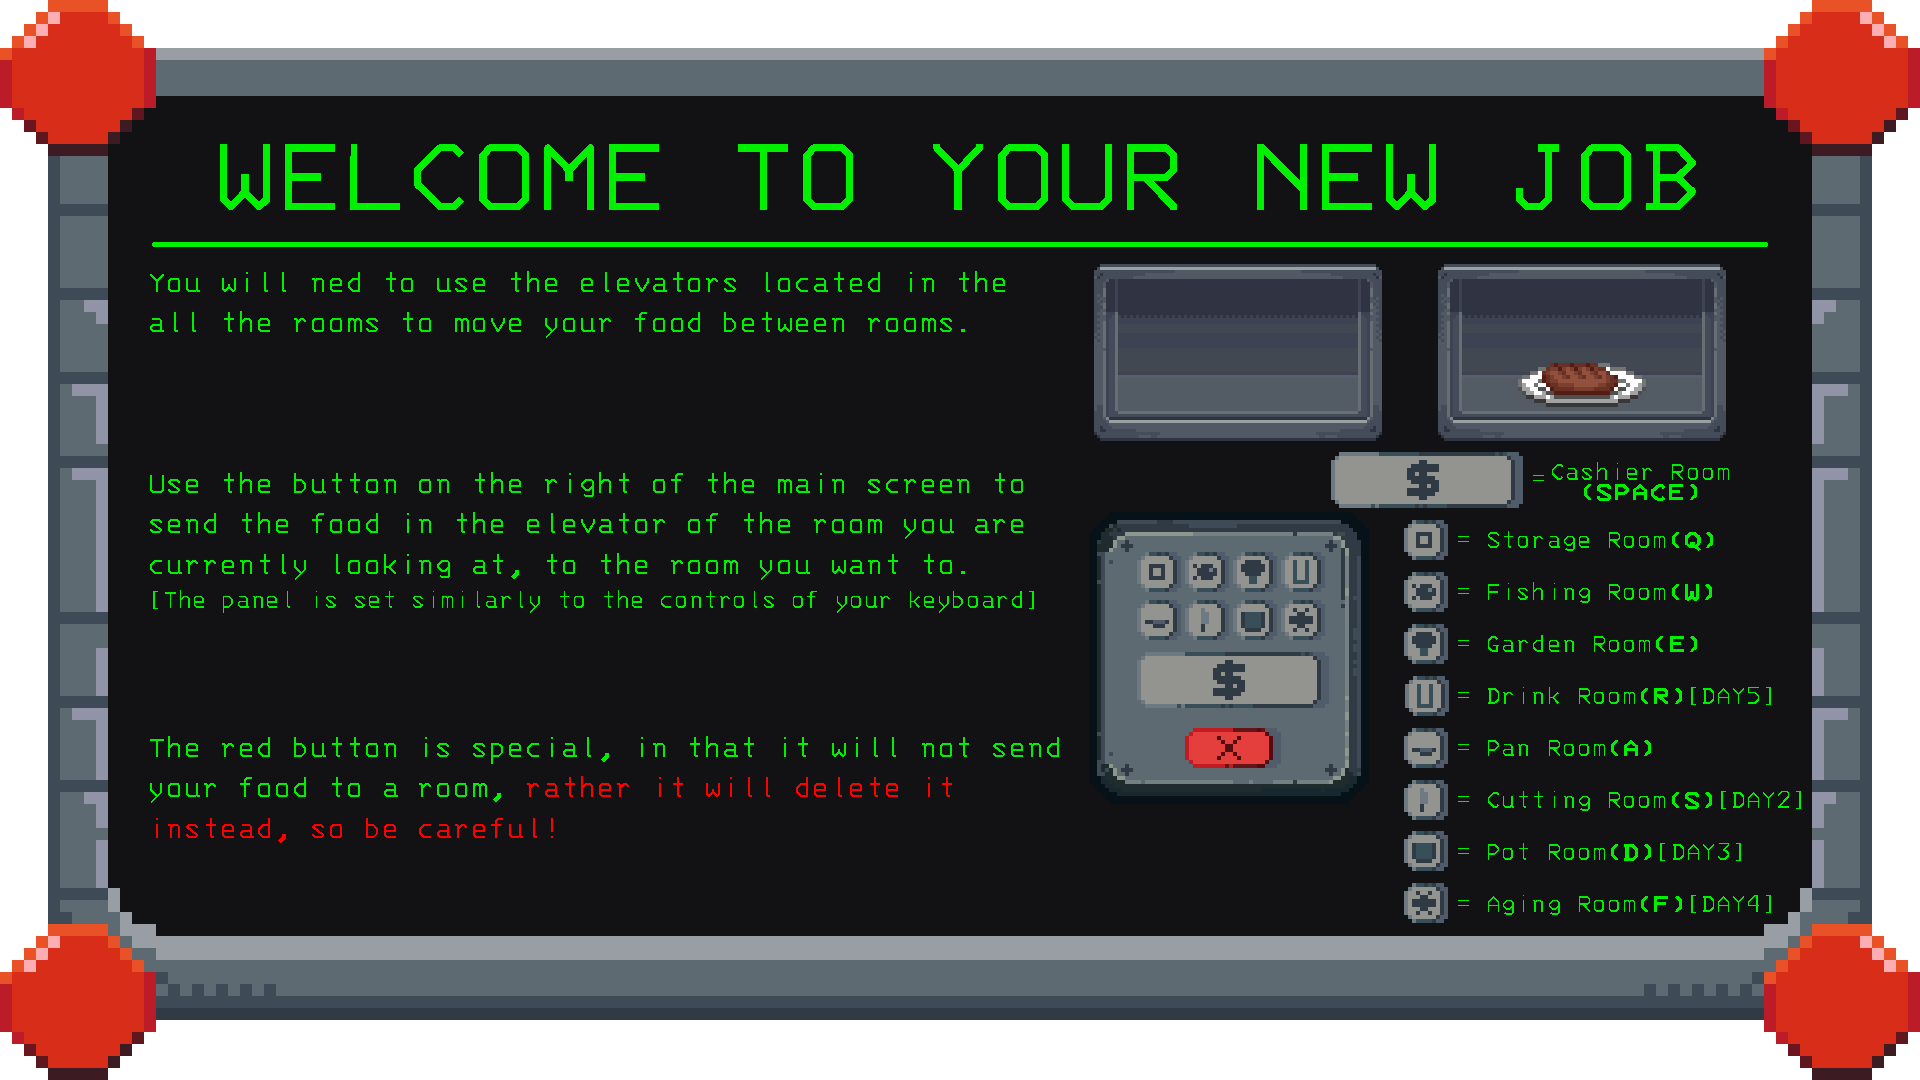 WELCOME TO YOUR NEW JOB
You will ned to use the elevators located in the
all the rooms to move your food between rooms.
Use the button on the right of the main screen to
send the food in the elevator of the room you are
currently looking at, to the room you want to.
[The panel is set similarly to the controls of your keyboard]
The red button is special, in that it will not send
your food to a room, rather it will delete it
instead, so be careful!
$ =Cashier Room
(SPACE)
= Storage Room(Q)
= Fishing Room(W)
= Garden Room(E)
U = Drink Room(R)[DAY5]
= Pan Room(A)
= Cutting Room(S)[DAY2]
= Pot Room(D)[DAY3]
= Aging Room(F)[DAY4]
U
$
X